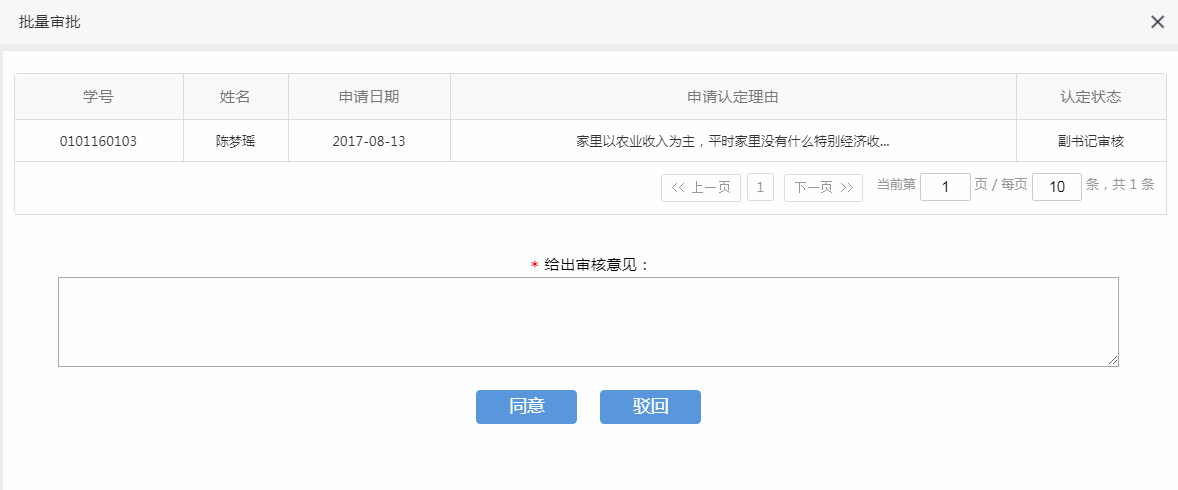 批量审批
学号 姓名 申请日期 申请认定理由 认定状态
0101160103 陈梦瑶 2017-08-13 家里以农业收入为主，平时家里没有什么特别经济收... 副书记审核
<< 上一页 1 下一页 >> 当前第 1 页 / 每页 10 条，共 1 条
* 给出审核意见：
同意 驳回